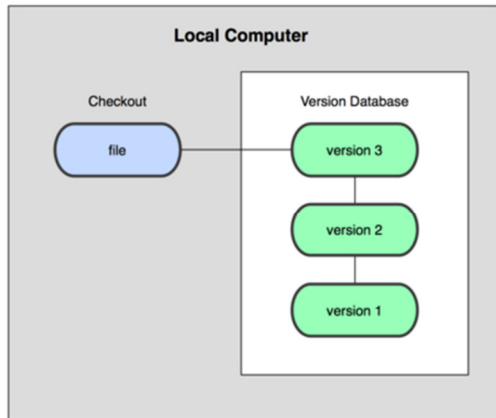 Local Computer
Checkout
Version Database
file
version 3
version 2
version 1